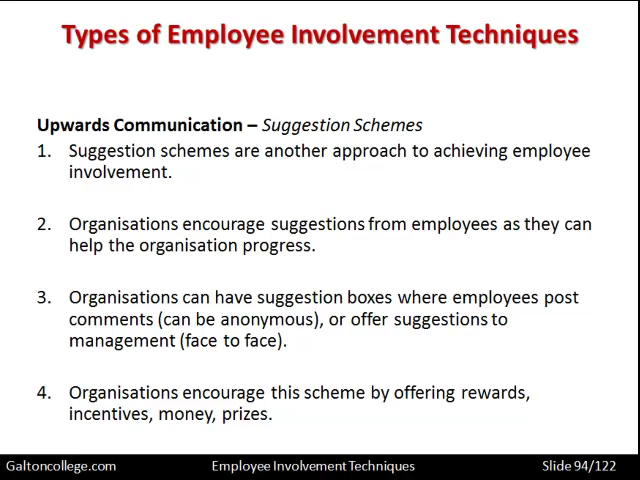 Types of Employee Involvement Techniques
Upwards Communication – Suggestion Schemes
1. Suggestion schemes are another approach to achieving employee
involvement.
2. Organisations encourage suggestions from employees as they can
help the organisation progress.
3. Organisations can have suggestion boxes where employees post
comments (can be anonymous), or offer suggestions to
management (face to face).
4. Organisations encourage this scheme by offering rewards,
incentives, money, prizes.
Galtoncollege.com Employee Involvement Techniques Slide 94/122